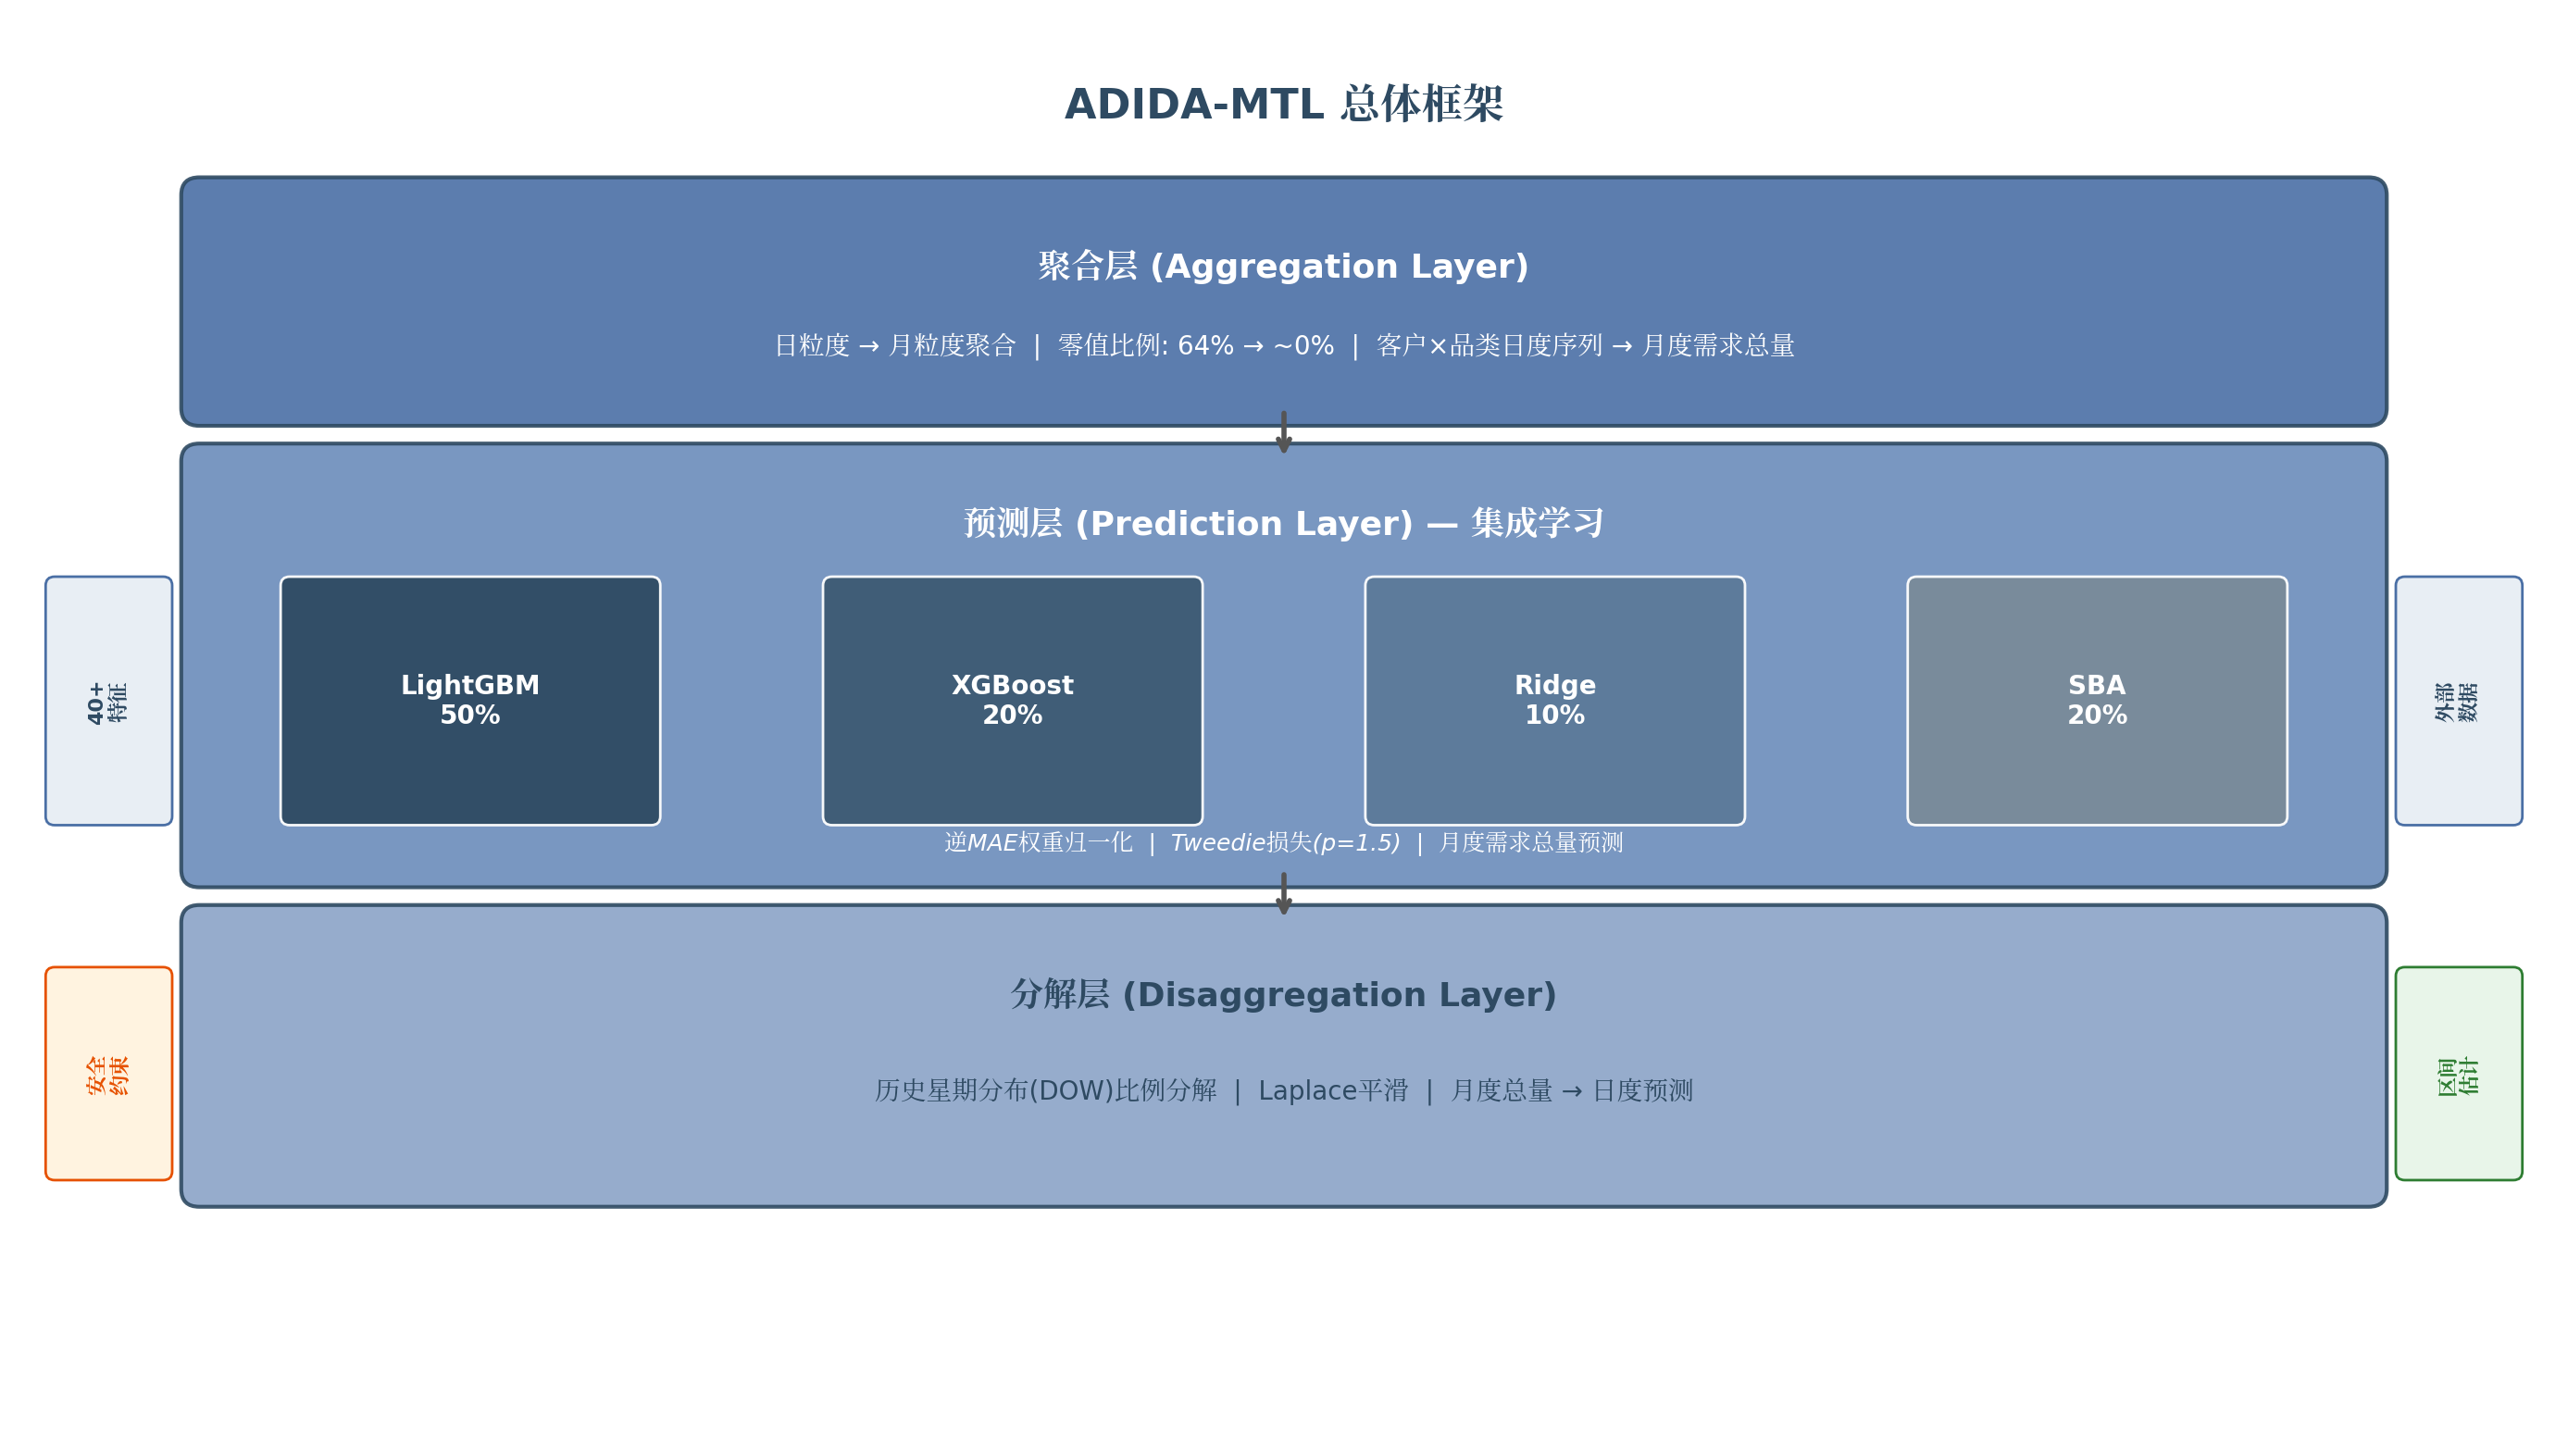 ADIDA-MTL 总体框架
聚合层 (Aggregation Layer)
日粒度 → 月粒度聚合 | 零值比例: 64% → ~0% | 客户×品类日度序列 → 月度需求总量
预测层 (Prediction Layer) — 集成学习
40+
特征
LightGBM
50%
XGBoost
20%
Ridge
10%
SBA
20%
外部
数据
逆MAE权重归一化 | Tweedie损失(p=1.5) | 月度需求总量预测
安全
约束
分解层 (Disaggregation Layer)
历史星期分布(DOW)比例分解 | Laplace平滑 | 月度总量 → 日度预测
区间
估计